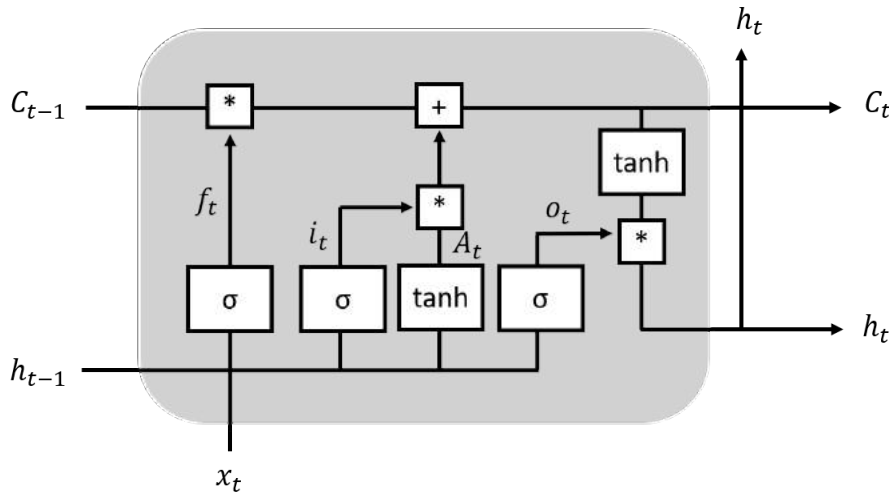 h_t
C_{t-1} * + C_t
tanh
f_t i_t * A_t o_t *
σ σ tanh σ
h_t
h_{t-1}
x_t